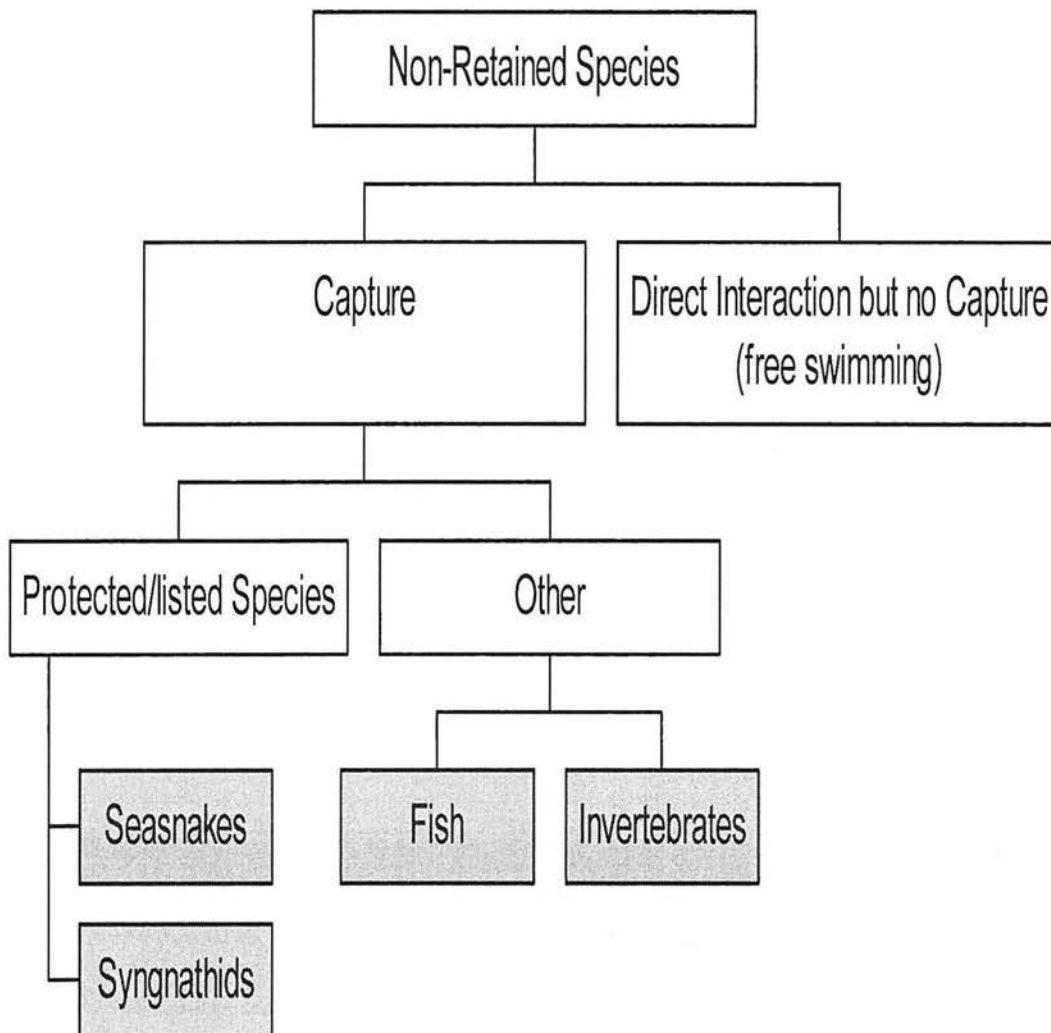 Non-Retained Species
Capture
Direct Interaction but no Capture
(free swimming)
Protected/listed Species
Other
Seasnakes
Fish
Invertebrates
Syngnathids